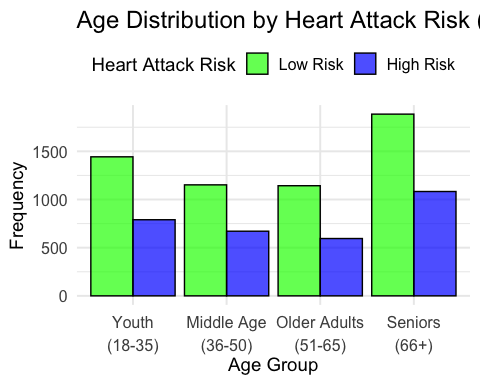 Age Distribution by Heart Attack Risk (
Heart Attack Risk Low Risk High Risk
Frequency
1500
1000
500
0
Youth Middle Age Older Adults Seniors
(18-35) (36-50) (51-65) (66+)
Age Group